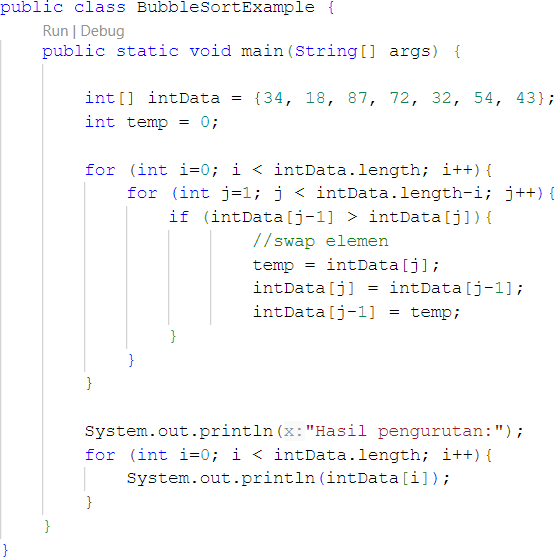 public class BubbleSortExample {
Run | Debug
public static void main(String[] args) {
int[] intData = {34, 18, 87, 72, 32, 54, 43};
int temp = 0;
for (int i=0; i < intData.length; i++){
for (int j=1; j < intData.length-i; j++){
if (intData[j-1] > intData[j]){
//swap elemen
temp = intData[j];
intData[j] = intData[j-1];
intData[j-1] = temp;
}
}
}
System.out.println(x:"Hasil pengurutan:");
for (int i=0; i < intData.length; i++){
System.out.println(intData[i]);
}
}
}